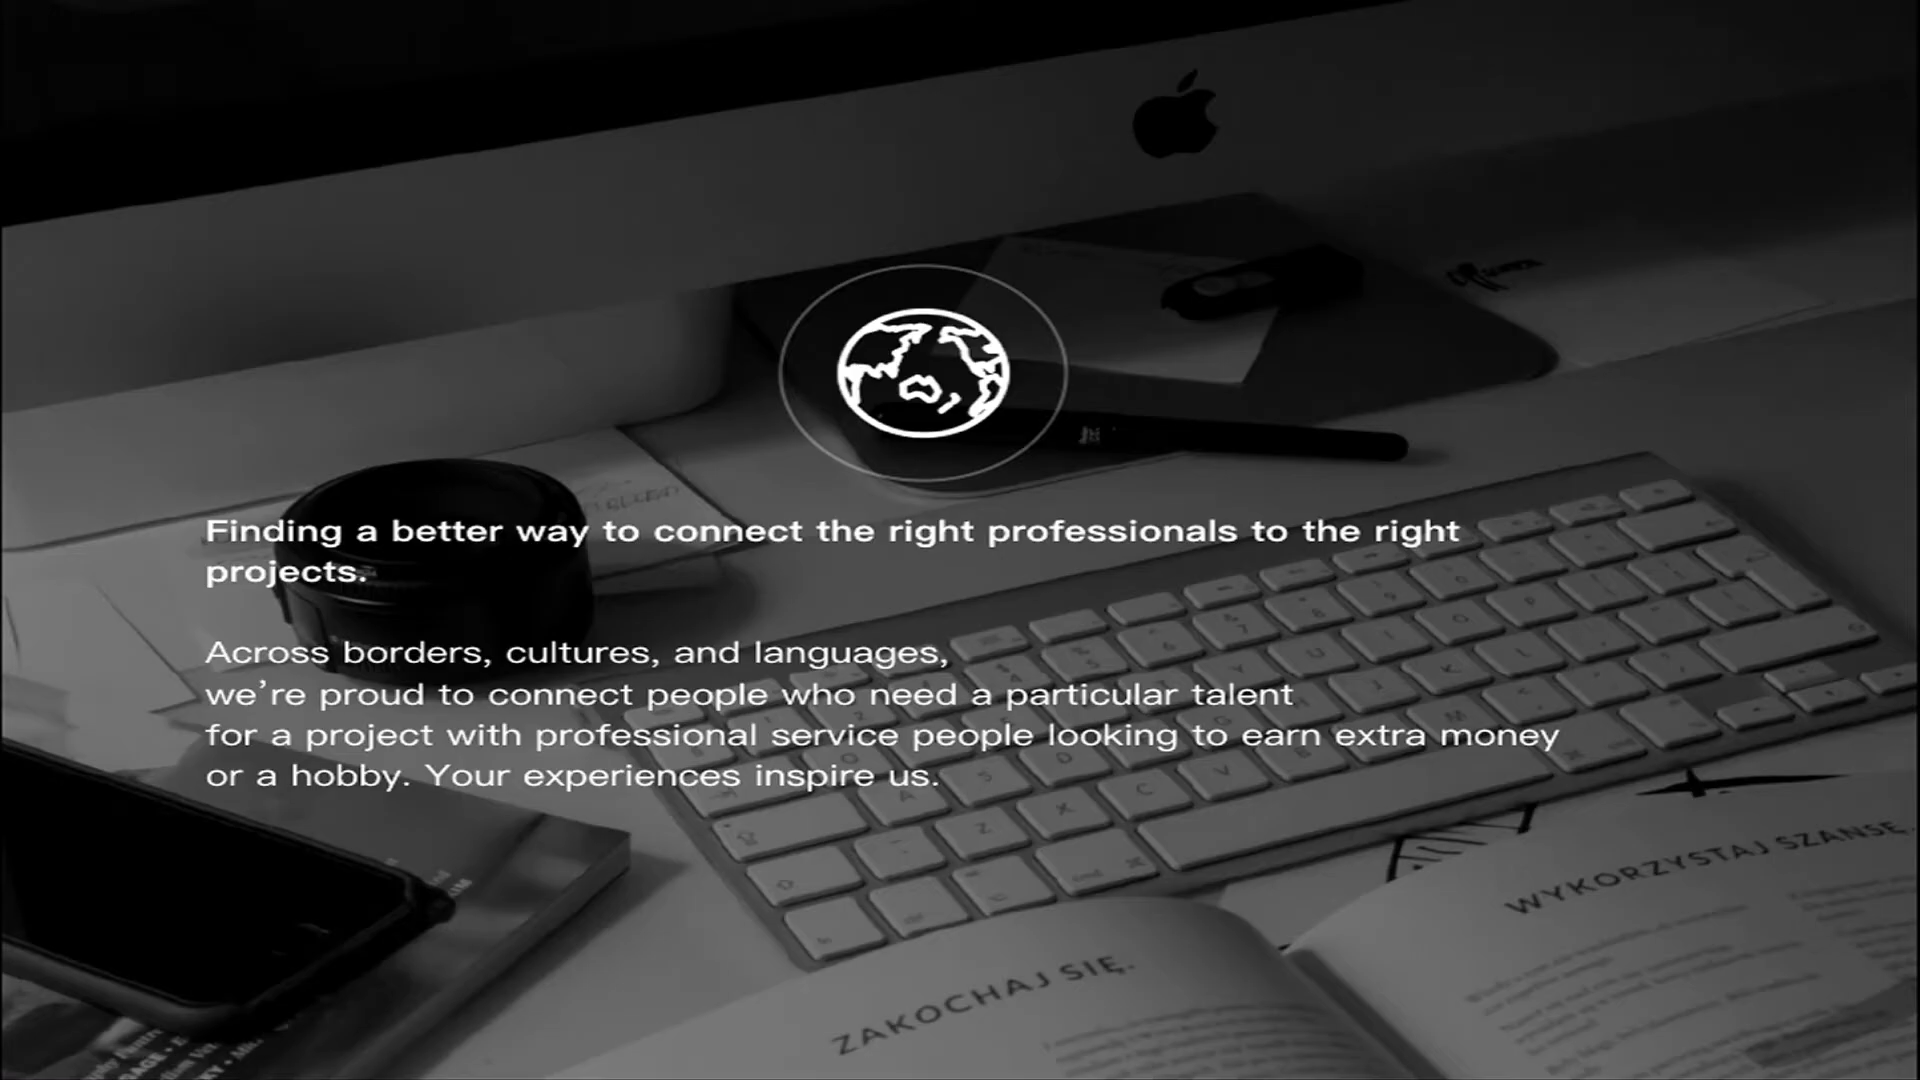 Finding a better way to connect the right professionals to the right
projects.
Across borders, cultures, and languages,
we're proud to connect people who need a particular talent
for a project with professional service people looking to earn extra money
or a hobby. Your experiences inspire us.
WYKORZYSTAJ SZANSĘ.
ZAKOCHAJ SIĘ.